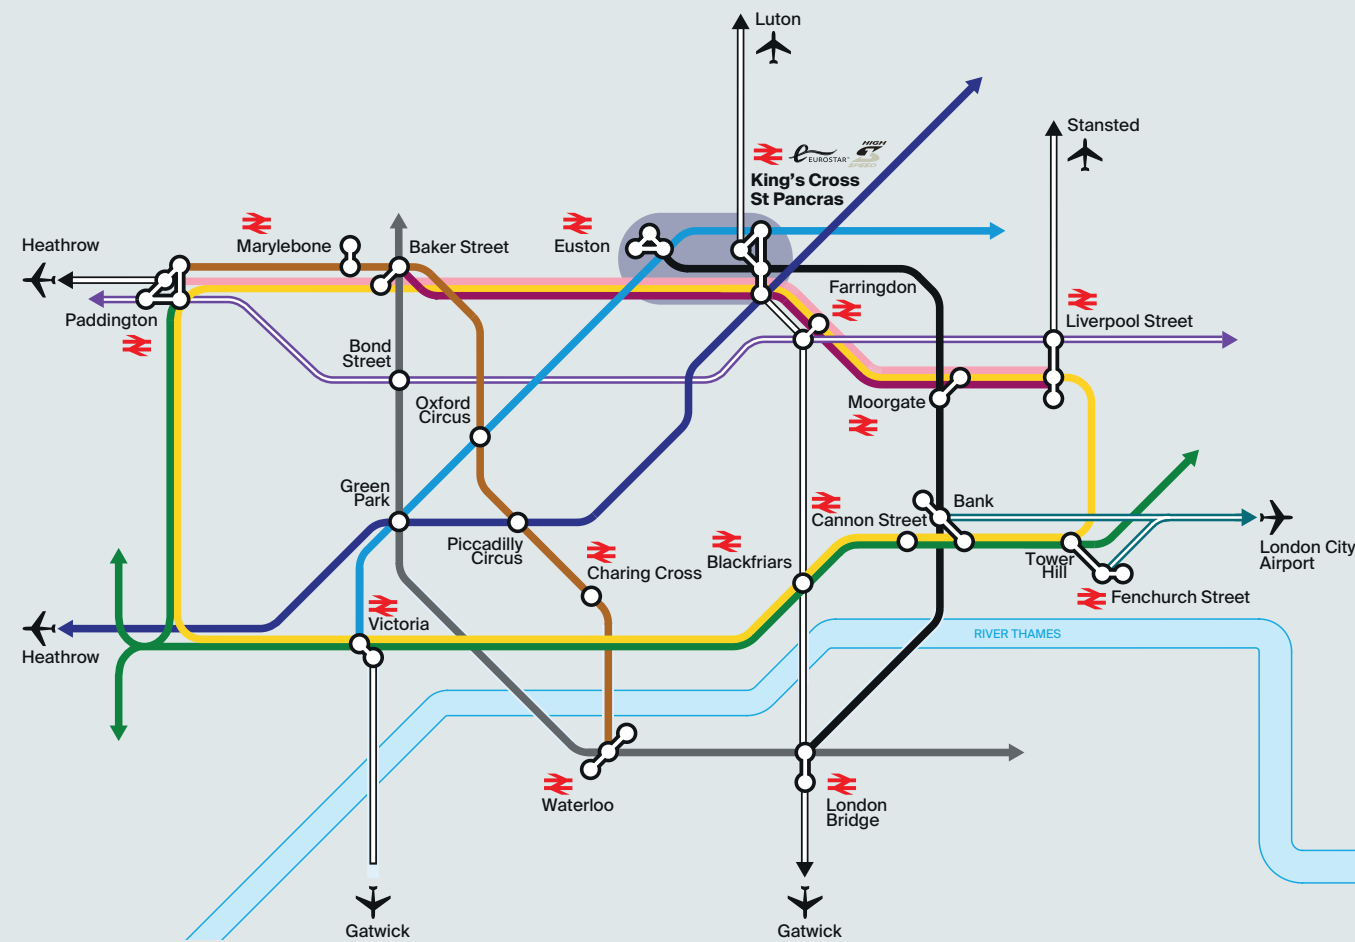 Luton
Stansted
HIGH
SPEED
eurostar
King's Cross
St Pancras
Heathrow
Marylebone
Baker Street
Euston
Farringdon
Paddington
Liverpool Street
Bond
Street
Oxford
Circus
Moorgate
Green
Park
Bank
Cannon Street
Piccadilly
Circus
Charing Cross
Blackfriars
Tower
Hill
London City
Airport
Fenchurch Street
Victoria
RIVER THAMES
Heathrow
Waterloo
London
Bridge
Gatwick
Gatwick